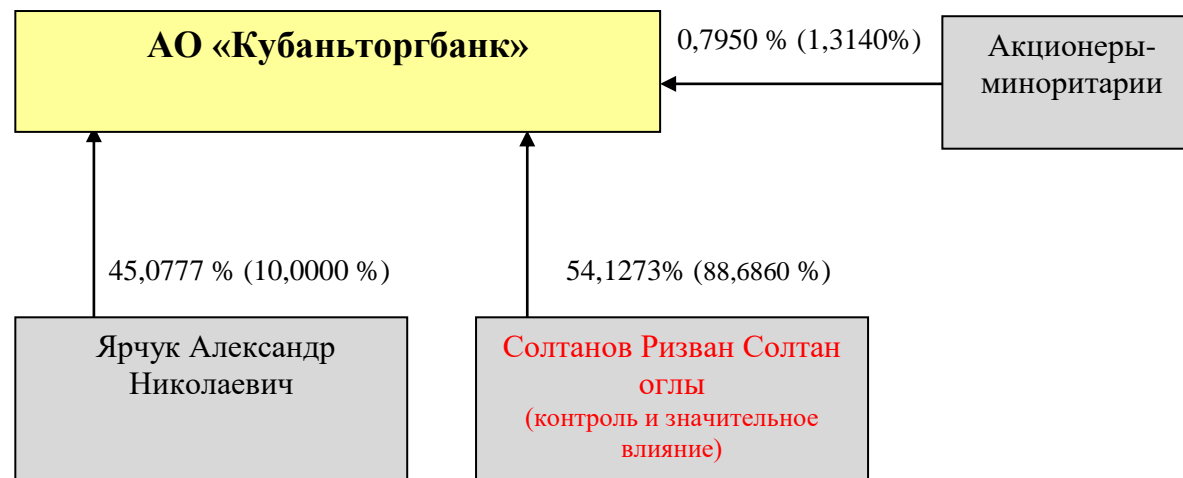 АО «Кубаньторгбанк»
0,7950 % (1,3140%)
Акционеры-
миноритарии
45,0777 % (10,0000 %)
54,1273% (88,6860 %)
Ярчук Александр
Николаевич
Солтанов Ризван Солтан
оглы
(контроль и значительное
влияние)